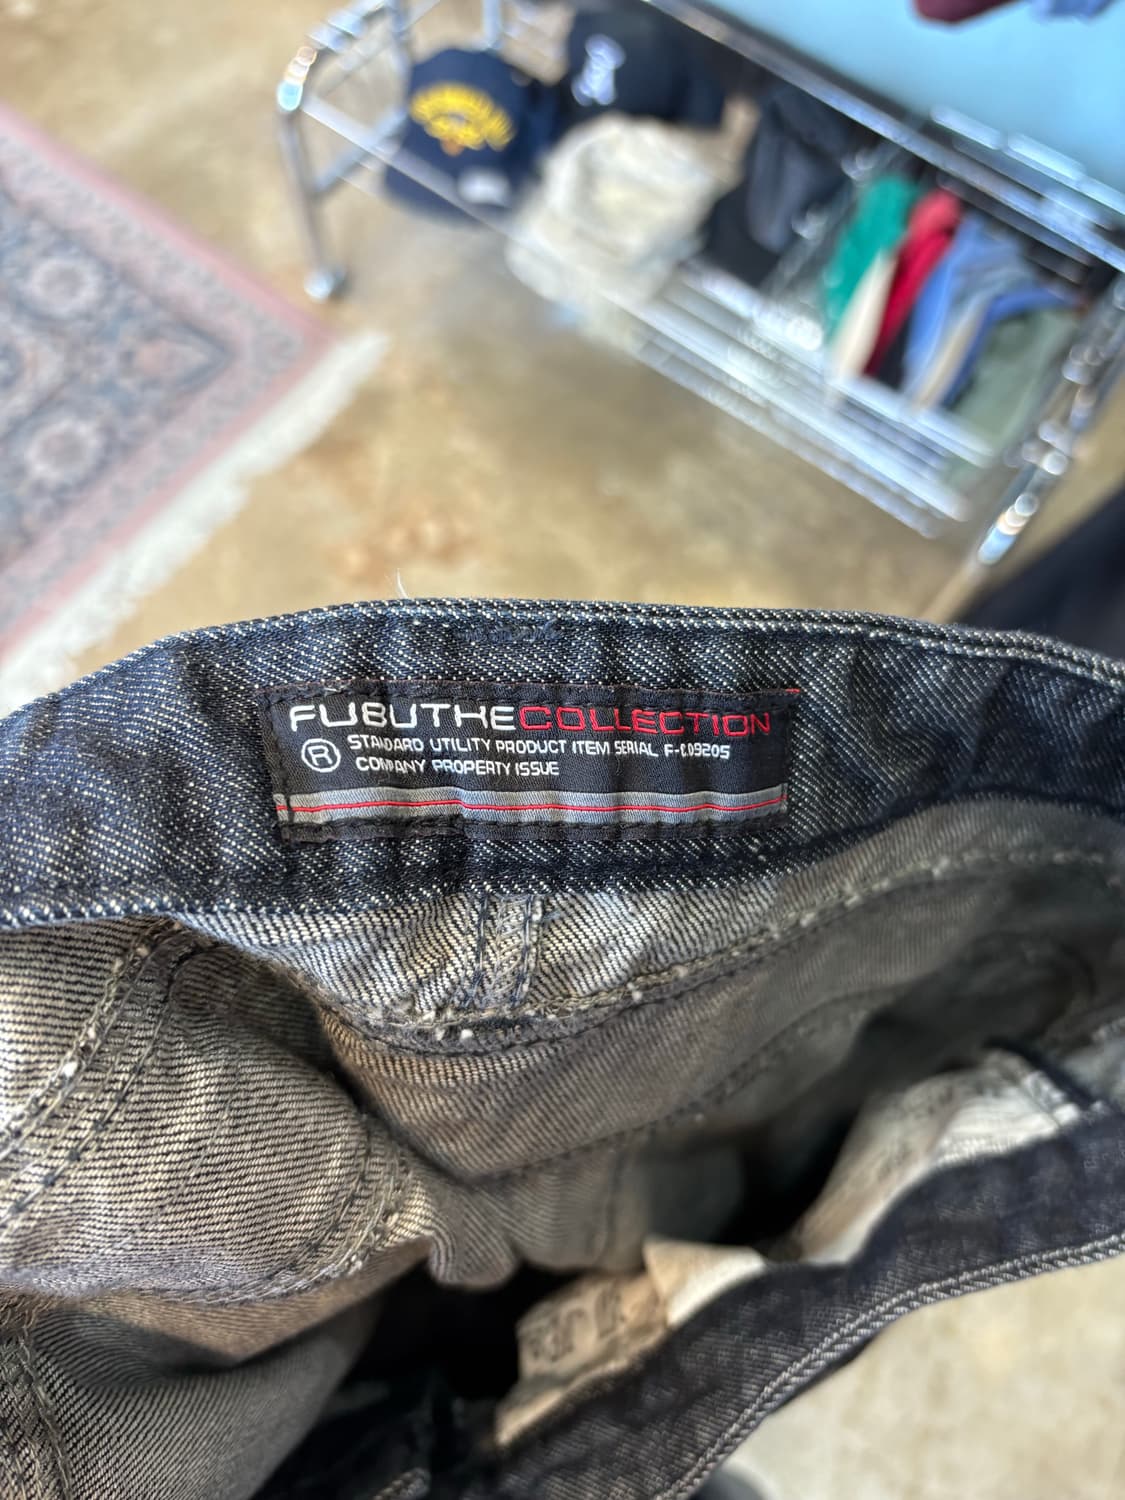 FUBUTHECOLLECTION
® STANDARD UTILITY PRODUCT ITEM SERIAL F-C09205
COMPANY PROPERTY ISSUE